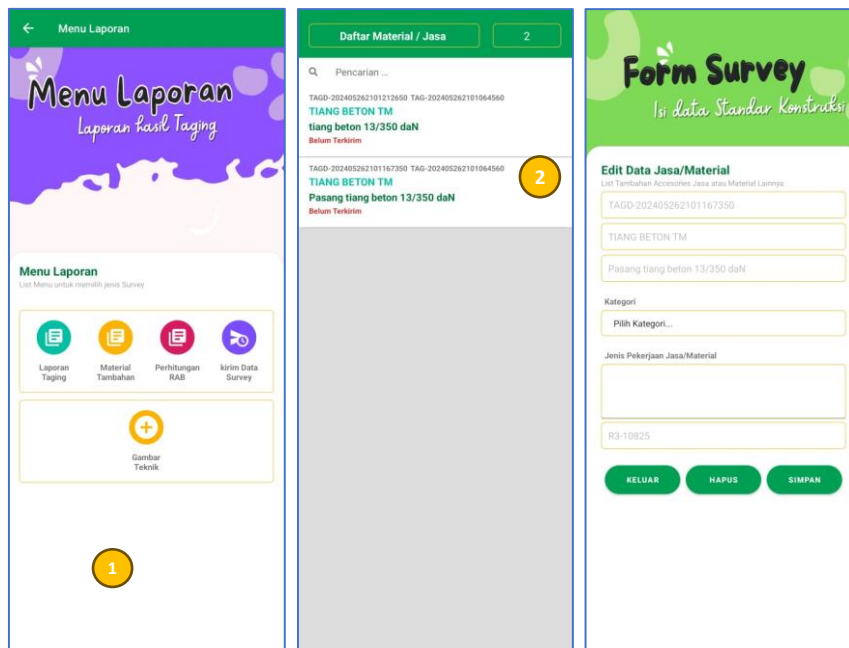 Menu Laporan
Menu Laporan
Laporan hasil Taging
Menu Laporan
List Menu untuk memilih jenis Survey
Laporan Taging
Material Tambahan
Perhitungan RAB
kirim Data Survey
Gambar Teknik
1
Daftar Material / Jasa
2
Pencarian ...
TAGD-202405262101212650 TAG-202405262101064560
TIANG BETON TM
tiang beton 13/350 daN
Belum Terkirim
TAGD-202405262101167350 TAG-202405262101064560
TIANG BETON TM
Pasang tiang beton 13/350 daN
Belum Terkirim
2
Form Survey
Isi data Standar Konstruksi
Edit Data Jasa/Material
List Tambahan Accesories Jasa atau Material Lainnya
TAGD-202405262101167350
TIANG BETON TM
Pasang tiang beton 13/350 daN
Kategori
Pilih Kategori...
Jenis Pekerjaan Jasa/Material
R3-10825
KELUAR
HAPUS
SIMPAN